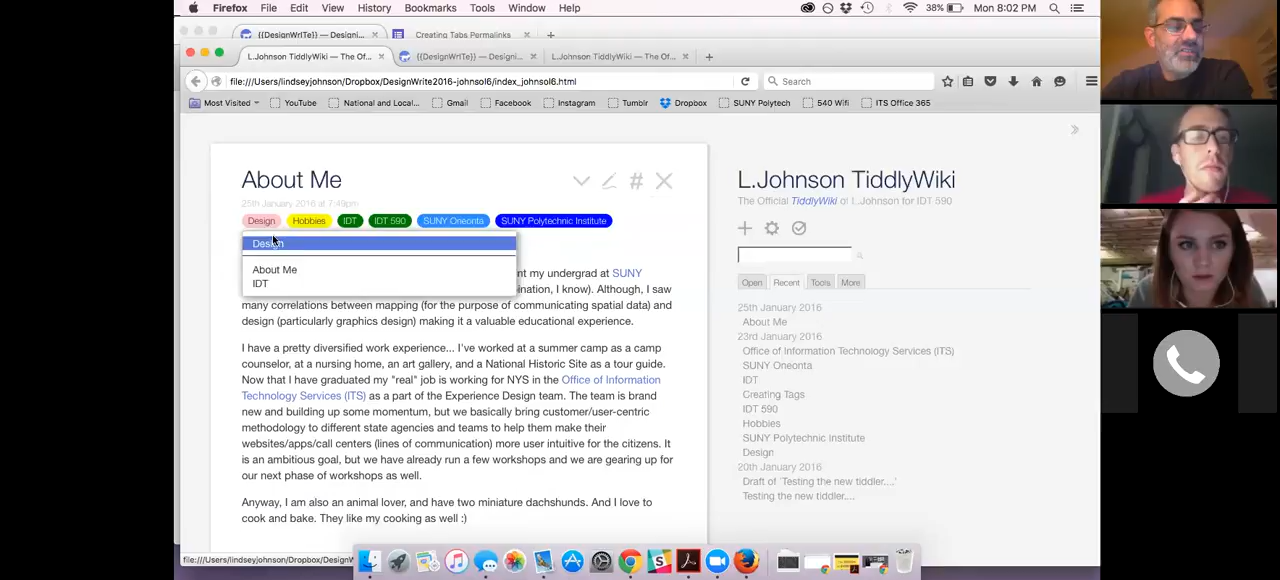 Firefox File Edit View History Bookmarks Tools Window Help 38% Mon 8:02 PM
{{DesignWrITe}} — Designi... Creating Tabs Permalinks
L.Johnson TiddlyWiki — The Of... {{DesignWrITe}} — Designi... L.Johnson TiddlyWiki — The Of...
file:///Users/lindseyjohnson/Dropbox/DesignWrite2016-johnsol6/index_johnsol6.html Search
Most Visited YouTube National and Local... Gmail Facebook Instagram Tumblr Dropbox SUNY Polytech 540 Wifi ITS Office 365
About Me
25th January 2016 at 7:49pm
Design Hobbies IDT IDT 590 SUNY Oneonta SUNY Polytechnic Institute
Design
About Me
IDT
nt my undergrad at SUNY
ination, I know). Although, I saw
many correlations between mapping (for the purpose of communicating spatial data) and
design (particularly graphics design) making it a valuable educational experience.
I have a pretty diversified work experience... I've worked at a summer camp as a camp
counselor, at a nursing home, an art gallery, and a National Historic Site as a tour guide.
Now that I have graduated my "real" job is working for NYS in the Office of Information
Technology Services (ITS) as a part of the Experience Design team. The team is brand
new and building up some momentum, but we basically bring customer/user-centric
methodology to different state agencies and teams to help them make their
websites/apps/call centers (lines of communication) more user intuitive for the citizens. It
is an ambitious goal, but we have already run a few workshops and we are gearing up for
our next phase of workshops as well.
Anyway, I am also an animal lover, and have two miniature dachshunds. And I love to
cook and bake. They like my cooking as well :)
L.Johnson TiddlyWiki
The Official TiddlyWiki of L.Johnson for IDT 590
Open Recent Tools More
25th January 2016
About Me
23rd January 2016
Office of Information Technology Services (ITS)
SUNY Oneonta
IDT
Creating Tags
IDT 590
Hobbies
SUNY Polytechnic Institute
Design
20th January 2016
Draft of 'Testing the new tiddler....'
Testing the new tiddler....
file:///Users/lindseyjohnson/Dropbox/DesignW